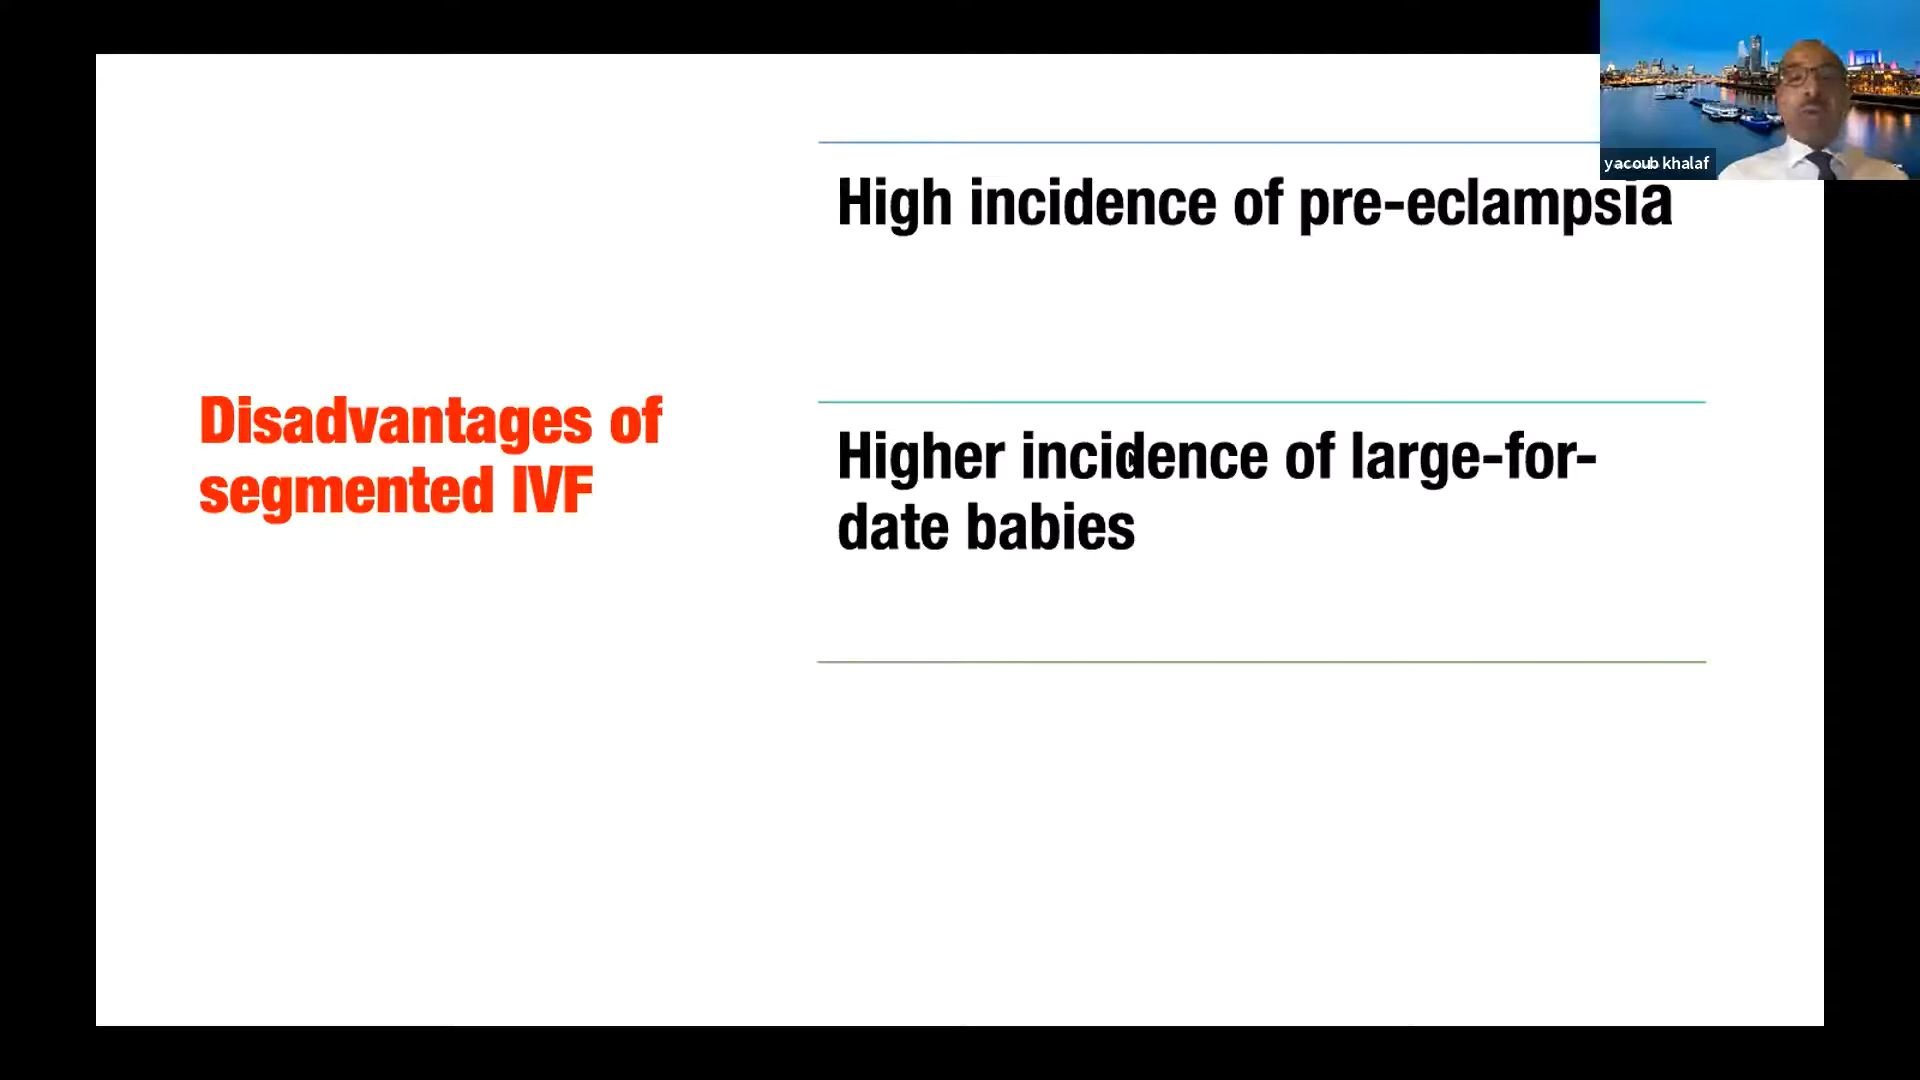 yacoub khalaf
High incidence of pre-eclampsia
Disadvantages of
segmented IVF
Higher incidence of large-for-
date babies